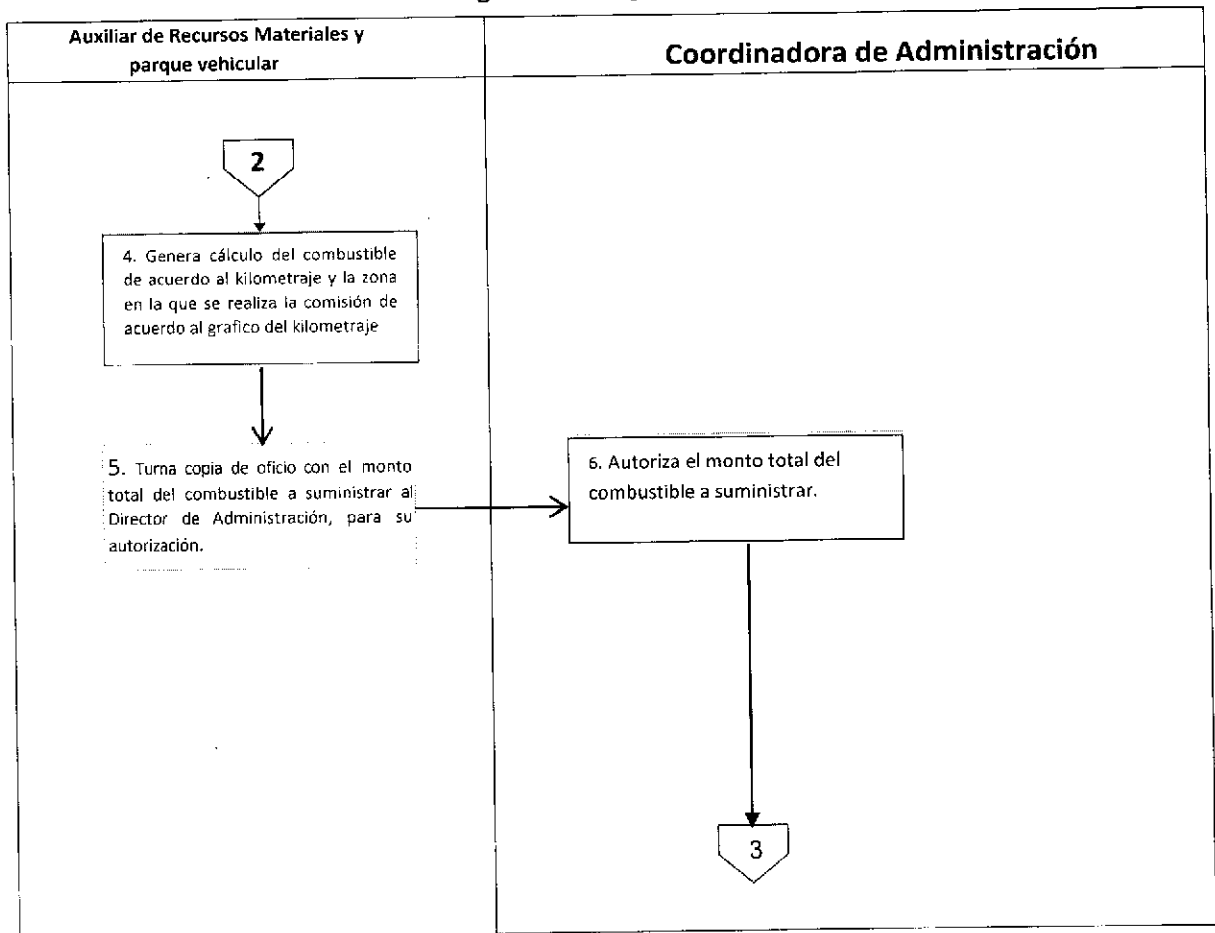 Auxiliar de Recursos Materiales y
parque vehicular
Coordinadora de Administración
2
4. Genera cálculo del combustible
de acuerdo al kilometraje y la zona
en la que se realiza la comisión de
acuerdo al grafico del kilometraje
5. Turna copia de oficio con el monto
total del combustible a suministrar al
Director de Administración, para su
autorización.
6. Autoriza el monto total del
combustible a suministrar.
3